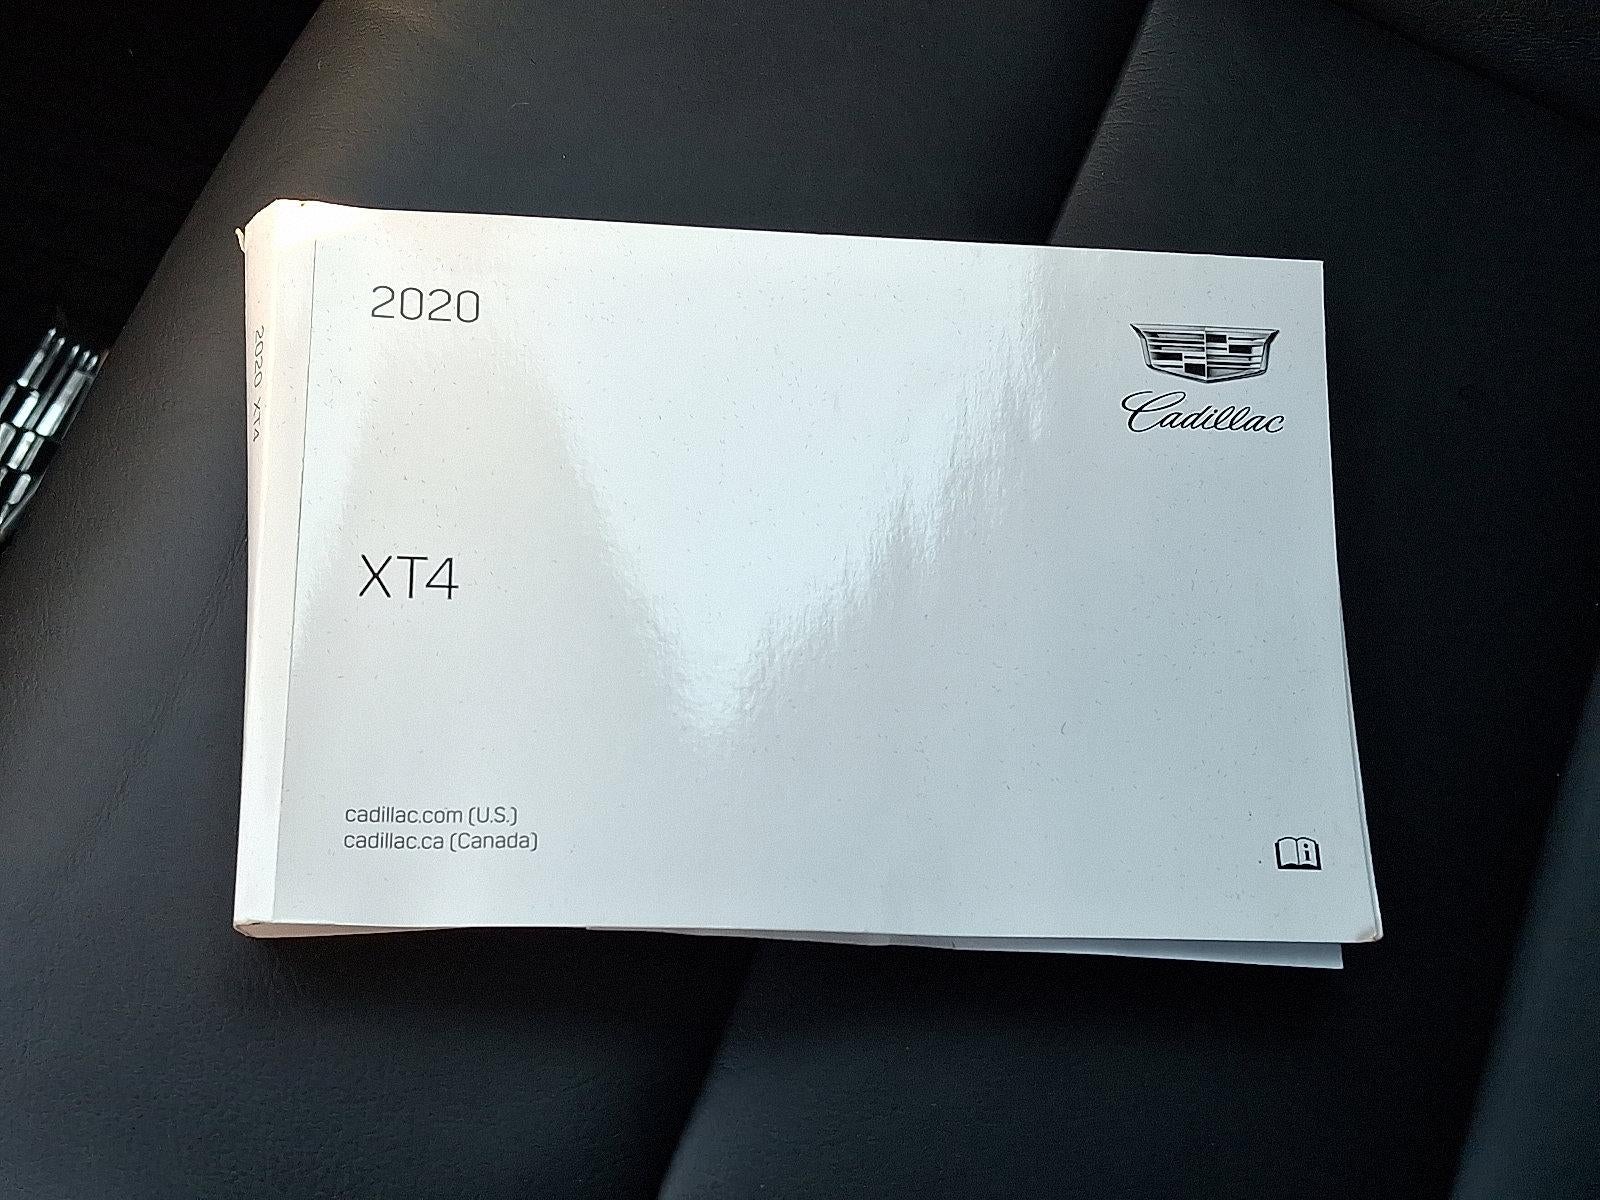 2020
Cadillac
XT4
cadillac.com (U.S.)
cadillac.ca (Canada)
2020 XT4